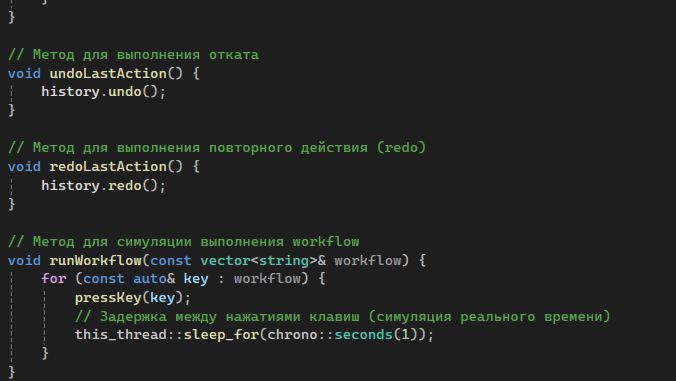 }
}
// Метод для выполнения отката
void undoLastAction() {
    history.undo();
}
// Метод для выполнения повторного действия (redo)
void redoLastAction() {
    history.redo();
}
// Метод для симуляции выполнения workflow
void runWorkflow(const vector<string>& workflow) {
    for (const auto& key : workflow) {
        pressKey(key);
        // Задержка между нажатиями клавиш (симуляция реального времени)
        this_thread::sleep_for(chrono::seconds(1));
    }
}